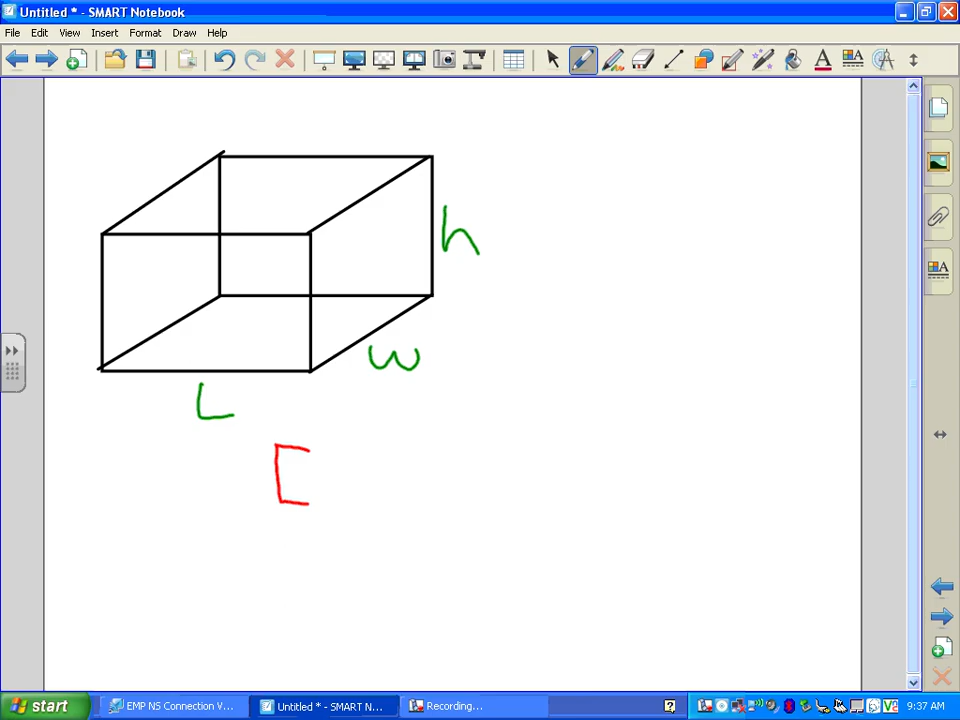 Untitled * - SMART Notebook
File Edit View Insert Format Draw Help
h
w
L
[
start EMP NS Connection V... Untitled * - SMART N... Recording... 9:37 AM